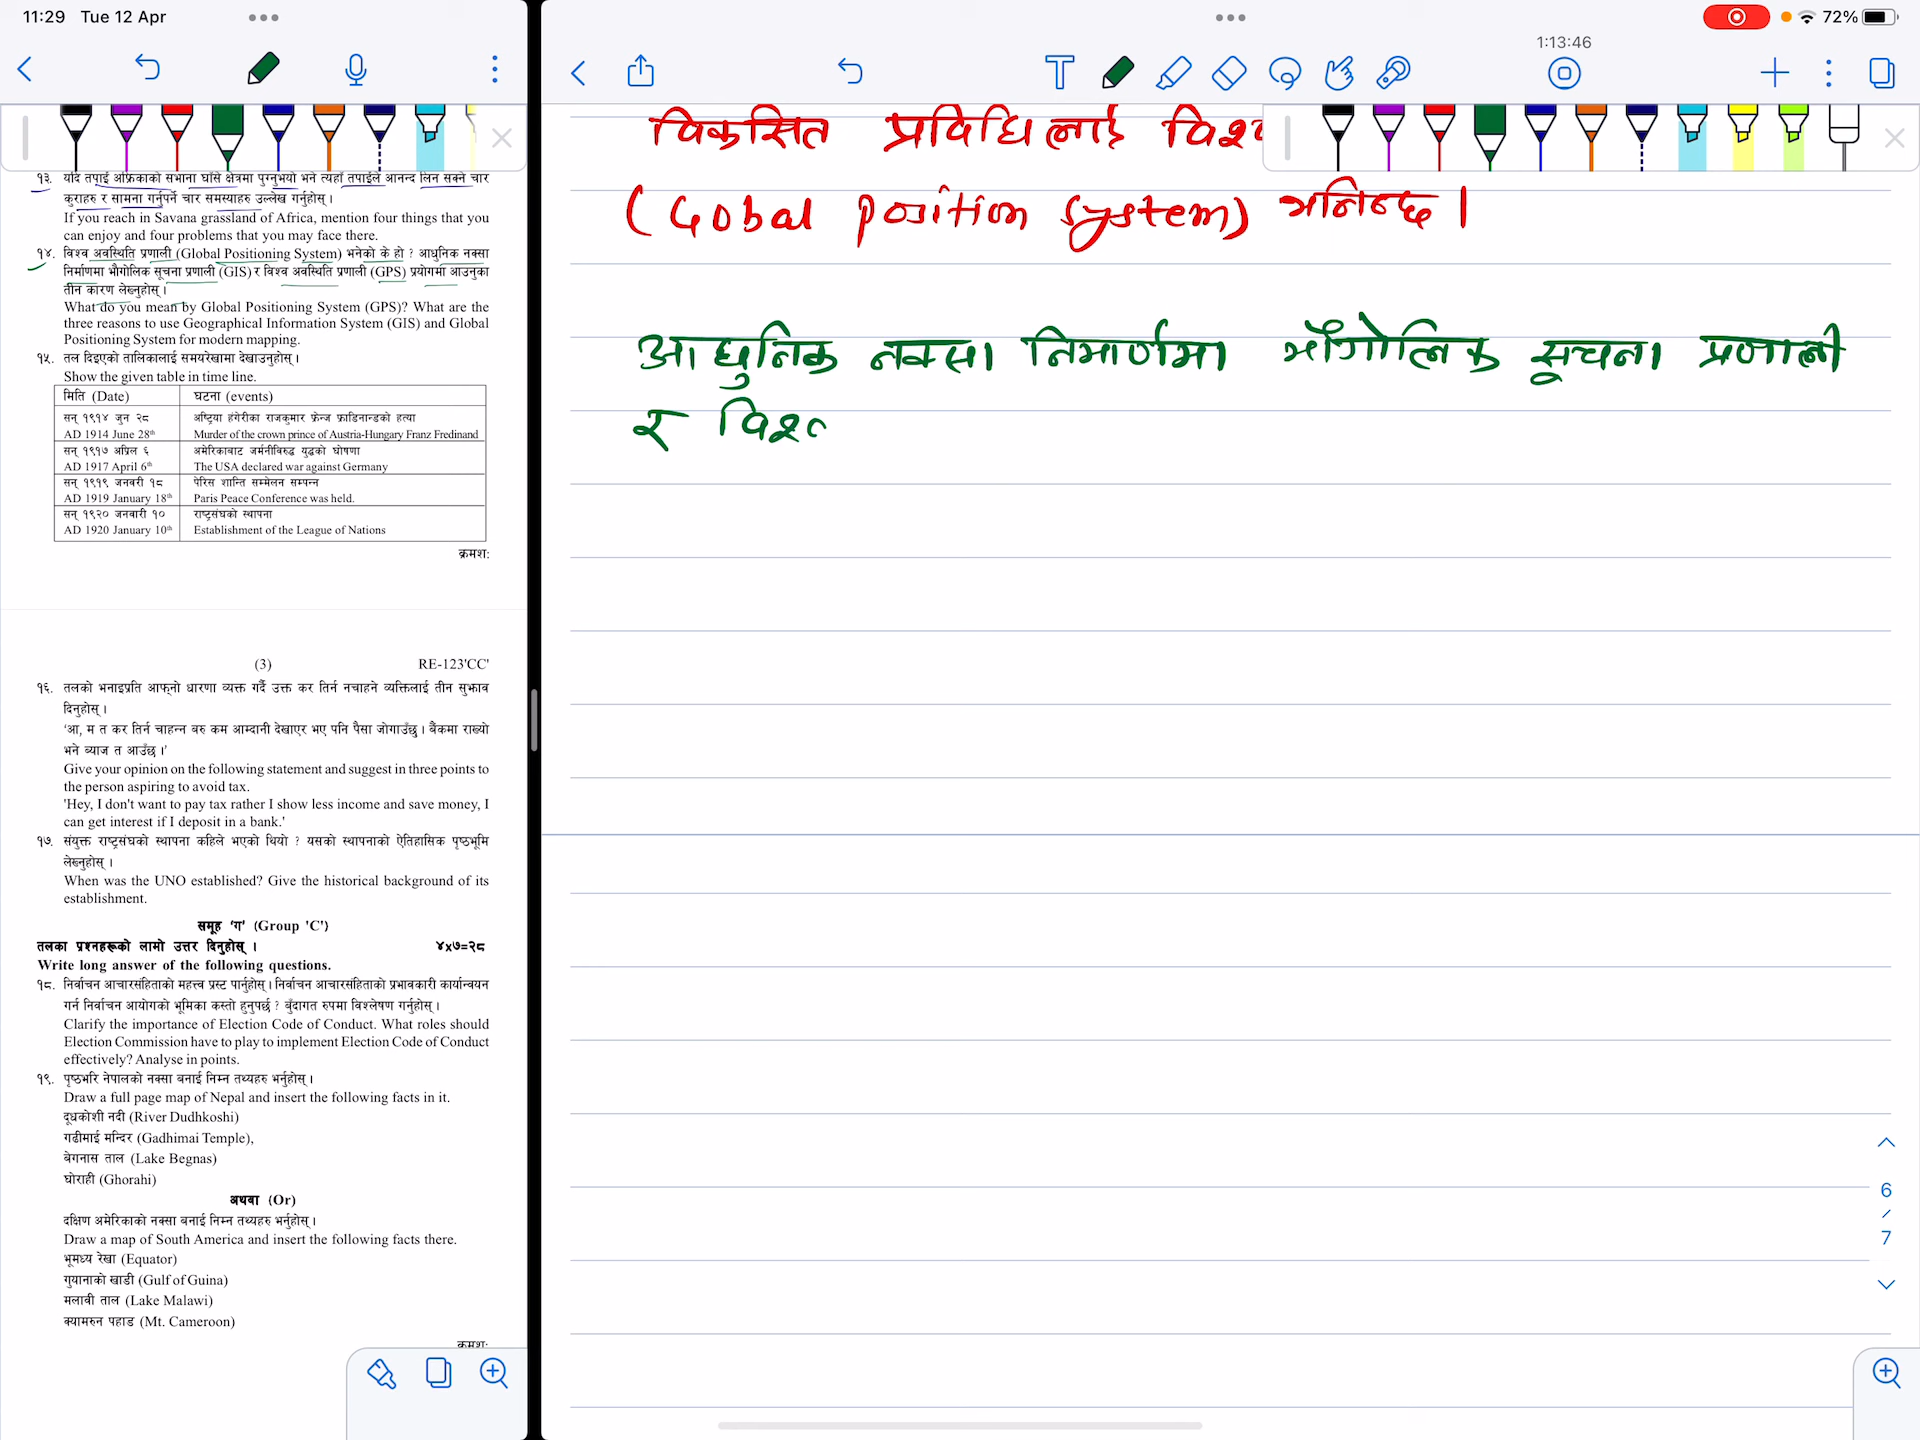 11:29 Tue 12 Apr
72%
1:13:46
१३. यदि तपाईं अफ्रिकाको सभाना घाँसे क्षेत्रमा पुग्नुभयो भने त्यहाँ तपाईंले आनन्द लिन सक्ने चार
कुराहरु र सामना गर्नुपर्ने चार समस्याहरु उल्लेख गर्नुहोस् ।
If you reach in Savana grassland of Africa, mention four things that you
can enjoy and four problems that you may face there.
१४. विश्व अवस्थिति प्रणाली (Global Positioning System) भनेको के हो ? आधुनिक नक्सा
निर्माणमा भौगोलिक सूचना प्रणाली (GIS) र विश्व अवस्थिति प्रणाली (GPS) प्रयोगमा आउनुका
तीन कारण लेख्नुहोस् ।
What do you mean by Global Positioning System (GPS)? What are the
three reasons to use Geographical Information System (GIS) and Global
Positioning System for modern mapping.
१५. तल दिइएको तालिकालाई समयरेखामा देखाउनुहोस् ।
Show the given table in time line.
मिति (Date) घटना (events)
सन् १९१४ जुन २८ अष्ट्रिया हंगेरीका राजकुमार फ्रेन्ज फ्राडिनान्डको हत्या
AD 1914 June 28th Murder of the crown prince of Austria-Hungary Franz Fredinand
सन् १९१७ अप्रिल ६ अमेरिकाबाट जर्मनीविरुद्ध युद्धको घोषणा
AD 1917 April 6th The USA declared war against Germany
सन् १९१९ जनवरी १८ पेरिस शान्ति सम्मेलन सम्पन्न
AD 1919 January 18th Paris Peace Conference was held.
सन् १९२० जनवारी १० राष्ट्रसंघको स्थापना
AD 1920 January 10th Establishment of the League of Nations
क्रमश:
(3) RE-123'CC'
१६. तलको भनाइप्रति आफ्नो धारणा व्यक्त गर्दै उक्त कर तिर्न नचाहने व्यक्तिलाई तीन सुझाव
दिनुहोस् ।
‘आ, म त कर तिर्न चाहन्न बरु कम आम्दानी देखाएर भए पनि पैसा जोगाउँछु । बैंकमा राख्यो
भने ब्याज त आउँछ ।’
Give your opinion on the following statement and suggest in three points to
the person aspiring to avoid tax.
'Hey, I don't want to pay tax rather I show less income and save money, I
can get interest if I deposit in a bank.'
१७. संयुक्त राष्ट्रसंघको स्थापना कहिले भएको थियो ? यसको स्थापनाको ऐतिहासिक पृष्ठभूमि
लेख्नुहोस् ।
When was the UNO established? Give the historical background of its
establishment.
समूह ‘ग’ (Group 'C')
तलका प्रश्नहरूको लामो उत्तर दिनुहोस् । ४x७=२८
Write long answer of the following questions.
१८. निर्वाचन आचारसंहिताको महत्त्व प्रस्ट पार्नुहोस् । निर्वाचन आचारसंहिताको प्रभावकारी कार्यान्वयन
गर्न निर्वाचन आयोगको भूमिका कस्तो हुनुपर्छ ? बुँदागत रुपमा विश्लेषण गर्नुहोस् ।
Clarify the importance of Election Code of Conduct. What roles should
Election Commission have to play to implement Election Code of Conduct
effectively? Analyse in points.
१९. पृष्ठभरि नेपालको नक्सा बनाई निम्न तथ्यहरु भर्नुहोस् ।
Draw a full page map of Nepal and insert the following facts in it.
दूधकोशी नदी (River Dudhkoshi)
गढीमाई मन्दिर (Gadhimai Temple),
बेगनास ताल (Lake Begnas)
घोराही (Ghorahi)
अथवा (Or)
दक्षिण अमेरिकाको नक्सा बनाई निम्न तथ्यहरु भर्नुहोस् ।
Draw a map of South America and insert the following facts there.
भूमध्य रेखा (Equator)
गुयानाको खाडी (Gulf of Guina)
मलावी ताल (Lake Malawi)
क्यामरुन पहाड (Mt. Cameroon)
क्रमश:
विकसित प्रविधिलाई विश्व
(Gobal position system) भनिन्छ ।
आधुनिक नक्सा निमार्णमा भौगोलिक सूचना प्रणाली
र विश्व
6
/
7